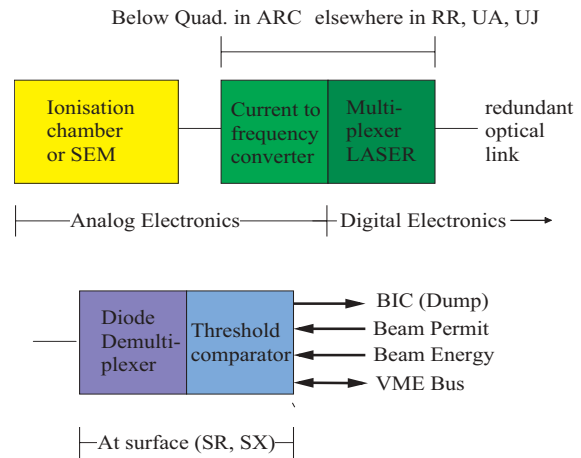 Below Quad. in ARC elsewhere in RR, UA, UJ
Ionisation
chamber
or SEM
Current to
frequency
converter
Multi-
plexer
LASER
redundant
optical
link
Analog Electronics
Digital Electronics
Diode
Demulti-
plexer
Threshold
comparator
BIC (Dump)
Beam Permit
Beam Energy
VME Bus
At surface (SR, SX)